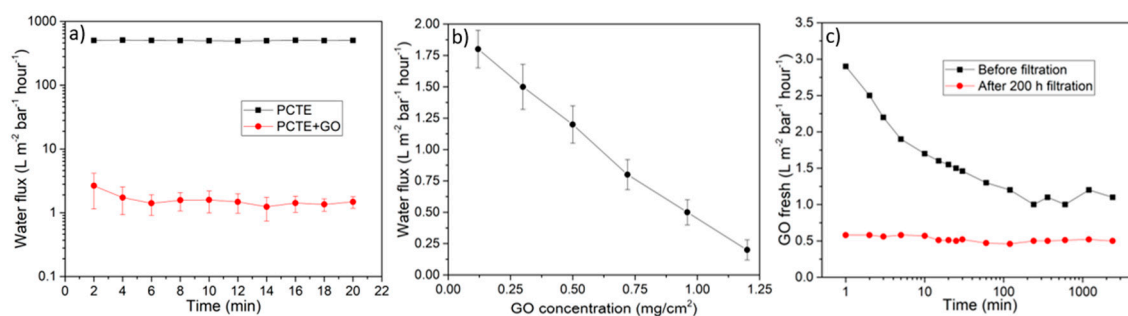 a)
1000
100
10
1
0.1
Water flux (L m⁻² bar⁻¹ hour⁻¹)
PCTE
PCTE+GO
0 2 4 6 8 10 12 14 16 18 20 22
Time (min)
b)
2.00
1.75
1.50
1.25
1.00
0.75
0.50
0.25
0.00
Water flux (L m⁻² bar⁻¹ hour⁻¹)
0.00 0.25 0.50 0.75 1.00 1.25
GO concentration (mg/cm²)
c)
3.5
3.0
2.5
2.0
1.5
1.0
0.5
0.0
GO fresh (L m⁻² bar⁻¹ hour⁻¹)
Before filtration
After 200 h filtration
1 10 100 1000
Time (min)